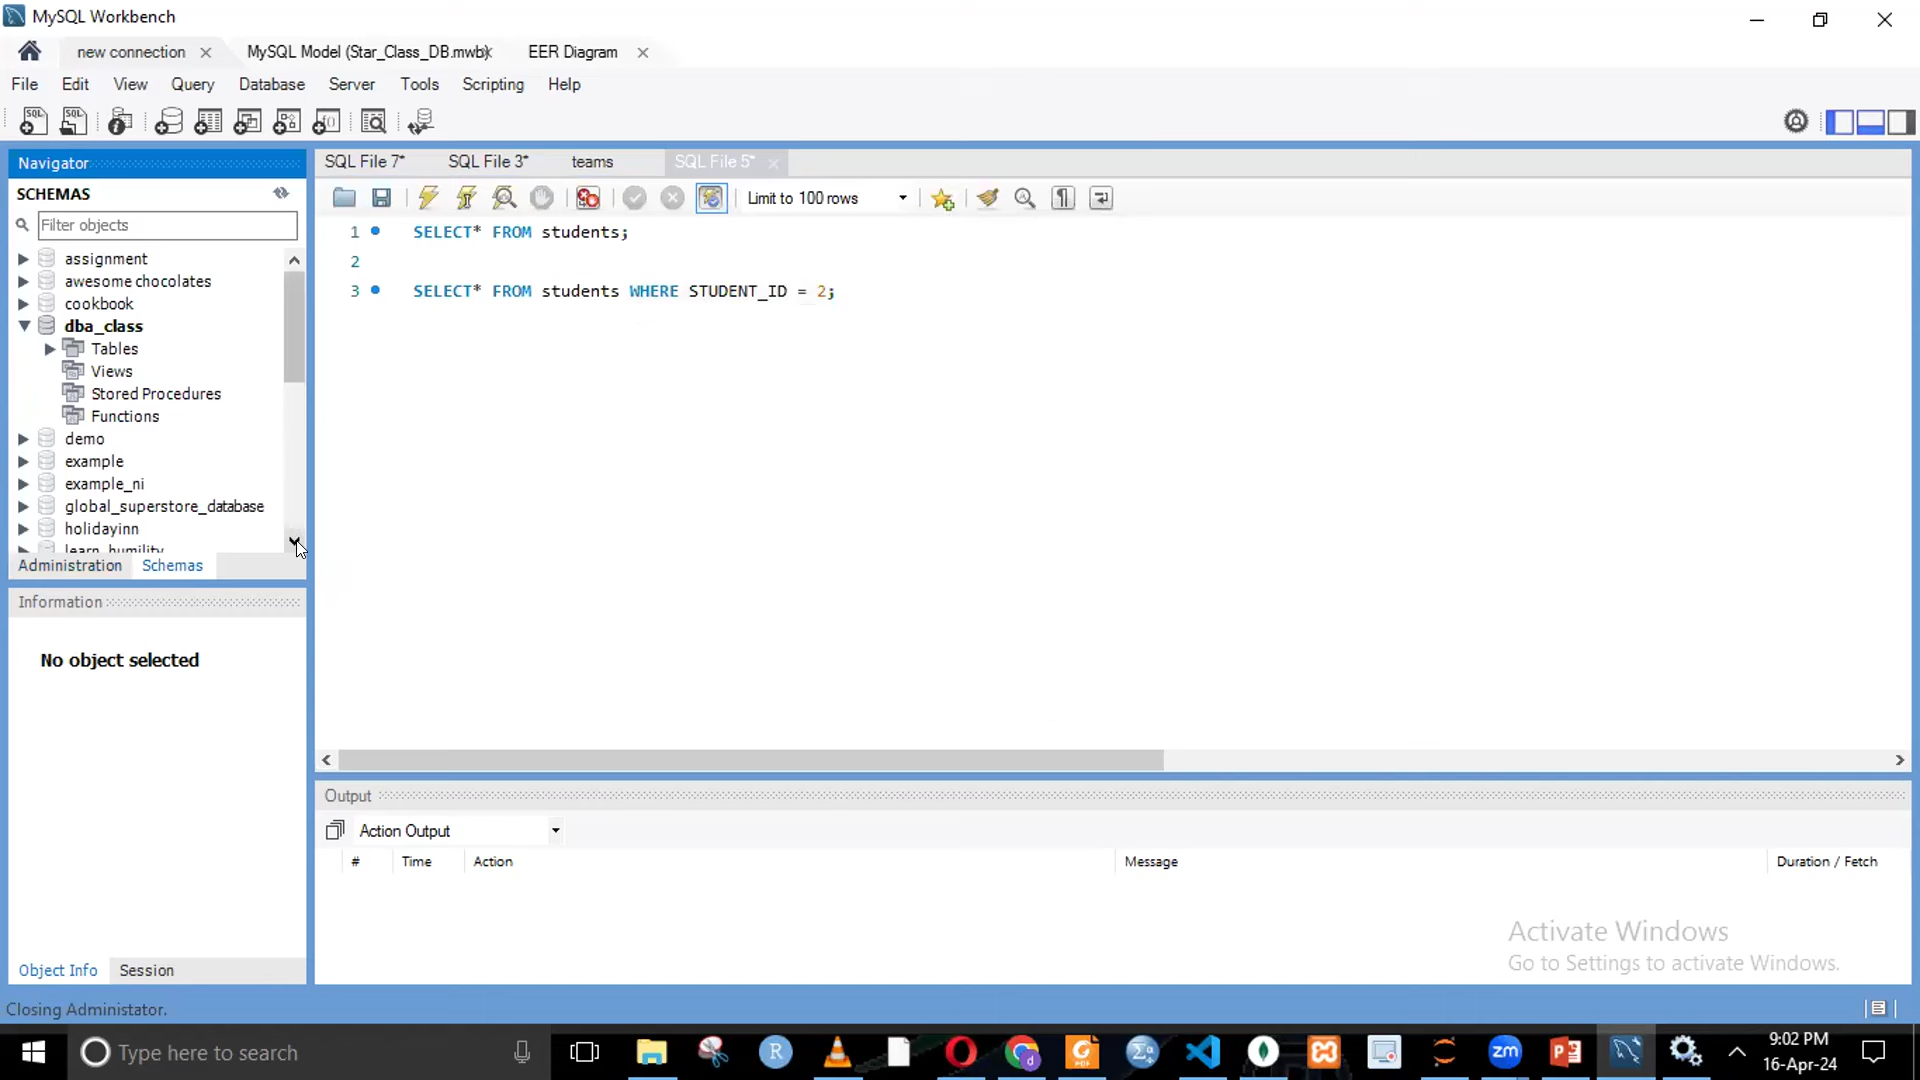 MySQL Workbench
new connection
MySQL Model (Star_Class_DB.mwb)
EER Diagram
File Edit View Query Database Server Tools Scripting Help
Navigator
SCHEMAS
Filter objects
assignment
awesome chocolates
cookbook
dba_class
Tables
Views
Stored Procedures
Functions
demo
example
example_ni
global_superstore_database
holidayinn
learn_humility
Administration Schemas
Information
No object selected
Object Info Session
SQL File 7* SQL File 3* teams SQL File 5*
Limit to 100 rows
1 SELECT* FROM students;
2
3 SELECT* FROM students WHERE STUDENT_ID = 2;
Output
Action Output
# Time Action Message Duration / Fetch
Activate Windows
Go to Settings to activate Windows.
Closing Administator.
Type here to search
9:02 PM
16-Apr-24